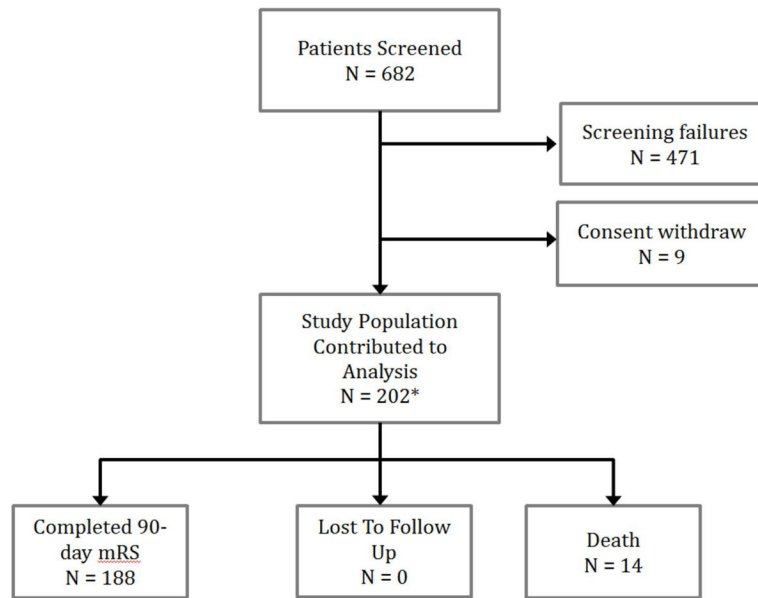 Patients Screened
N = 682
Screening failures
N = 471
Consent withdraw
N = 9
Study Population
Contributed to
Analysis
N = 202*
Completed 90-
day mRS
N = 188
Lost To Follow
Up
N = 0
Death
N = 14